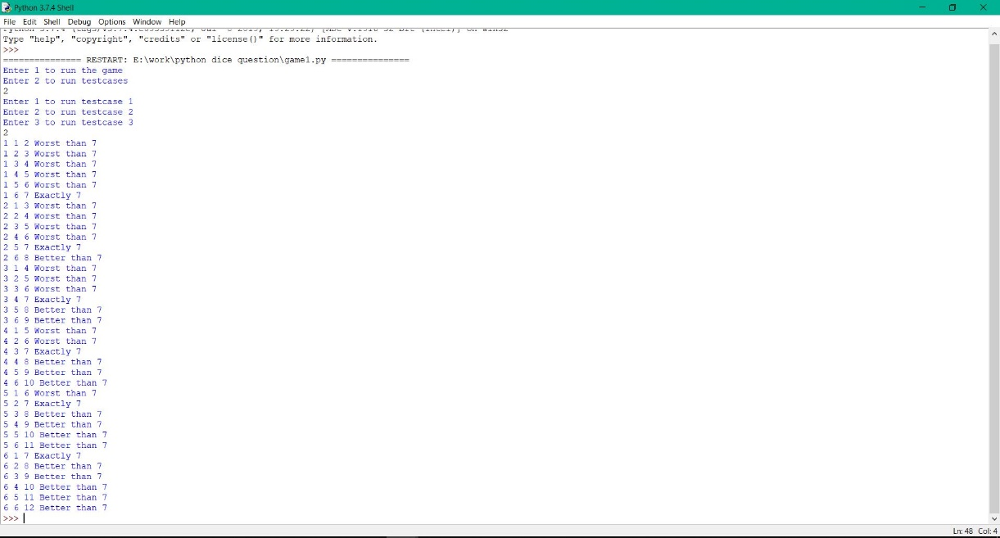 Python 3.7.4 Shell
File Edit Shell Debug Options Window Help
Type "help", "copyright", "credits" or "license()" for more information.
>>>
=============== RESTART: E:\work\python dice question\game1.py ===============
Enter 1 to run the game
Enter 2 to run testcases
2
Enter 1 to run testcase 1
Enter 2 to run testcase 2
Enter 3 to run testcase 3
2
1 1 2 Worst than 7
1 2 3 Worst than 7
1 3 4 Worst than 7
1 4 5 Worst than 7
1 5 6 Worst than 7
1 6 7 Exactly 7
2 1 3 Worst than 7
2 2 4 Worst than 7
2 3 5 Worst than 7
2 4 6 Worst than 7
2 5 7 Exactly 7
2 6 8 Better than 7
3 1 4 Worst than 7
3 2 5 Worst than 7
3 3 6 Worst than 7
3 4 7 Exactly 7
3 5 8 Better than 7
3 6 9 Better than 7
4 1 5 Worst than 7
4 2 6 Worst than 7
4 3 7 Exactly 7
4 4 8 Better than 7
4 5 9 Better than 7
4 6 10 Better than 7
5 1 6 Worst than 7
5 2 7 Exactly 7
5 3 8 Better than 7
5 4 9 Better than 7
5 5 10 Better than 7
5 6 11 Better than 7
6 1 7 Exactly 7
6 2 8 Better than 7
6 3 9 Better than 7
6 4 10 Better than 7
6 5 11 Better than 7
6 6 12 Better than 7
>>>
Ln: 48 Col: 4